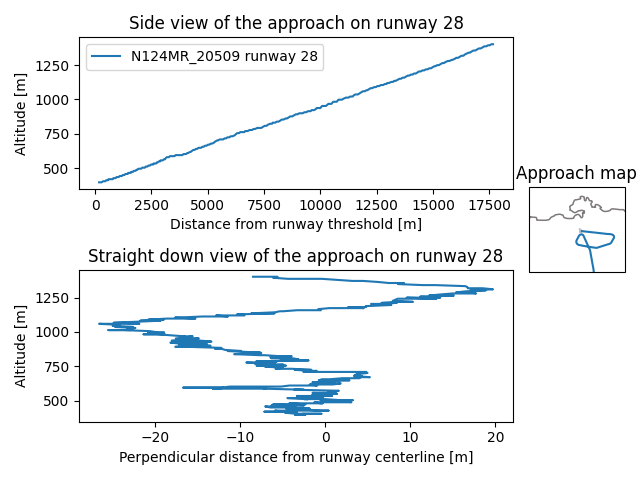 Side view of the approach on runway 28
N124MR_20509 runway 28
Altitude [m]
1250
1000
750
500
0
2500
5000
7500
10000
12500
15000
17500
Distance from runway threshold [m]
Approach map
Straight down view of the approach on runway 28
Altitude [m]
1250
1000
750
500
−20
−10
0
10
20
Perpendicular distance from runway centerline [m]